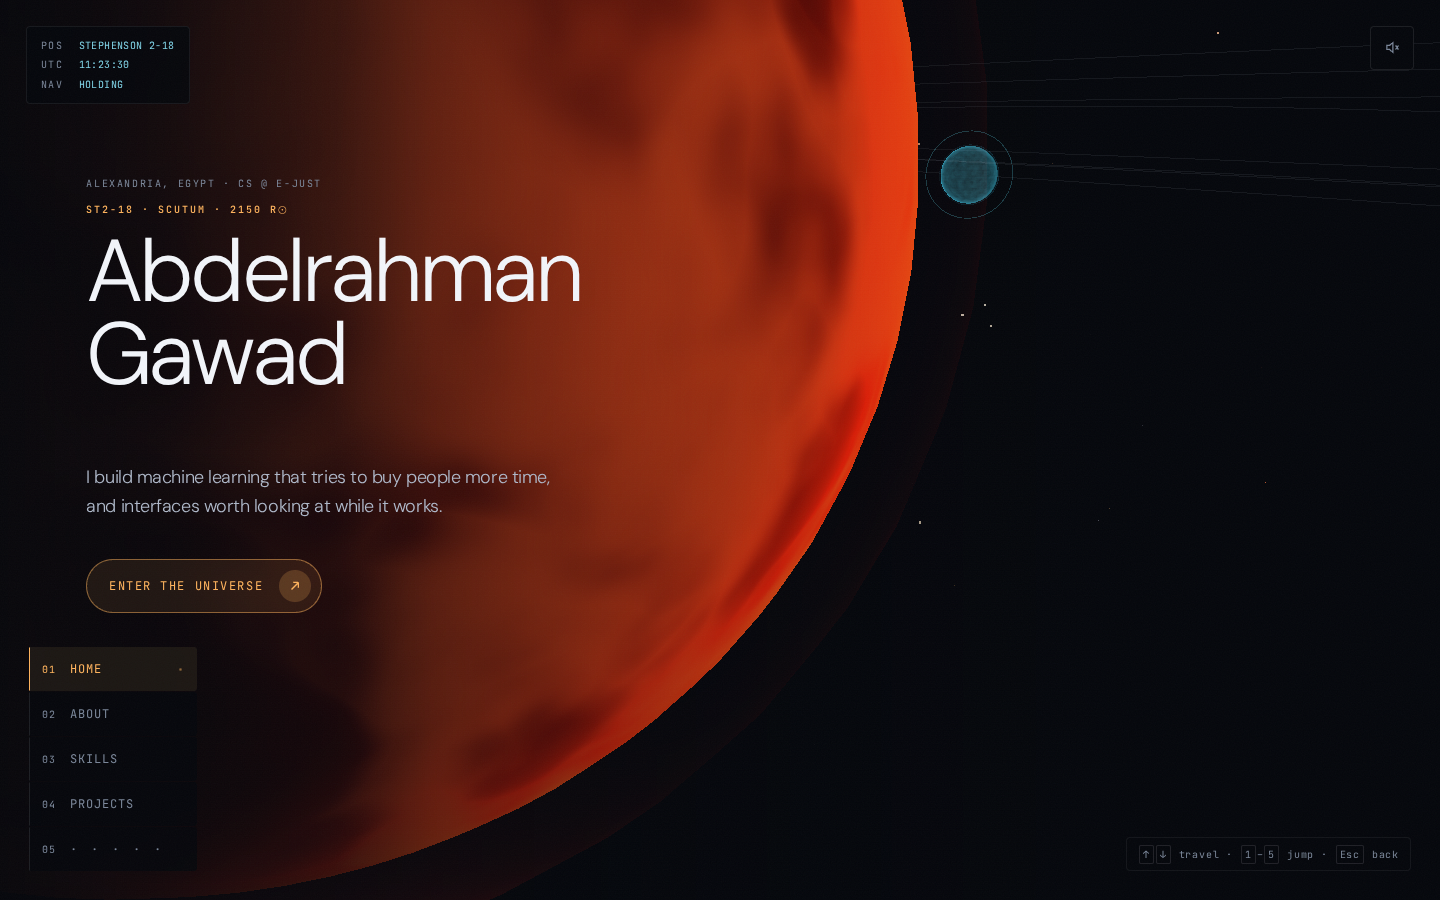 POS STEPHENSON 2-18
UTC 11:23:30
NAV HOLDING
ALEXANDRIA, EGYPT · CS @ E-JUST
ST2-18 · SCUTUM · 2150 R☉
Abdelrahman
Gawad
I build machine learning that tries to buy people more time,
and interfaces worth looking at while it works.
ENTER THE UNIVERSE ↗
01 HOME
02 ABOUT
03 SKILLS
04 PROJECTS
05 · · · · ·
↑ ↓ travel · 1-5 jump · Esc back